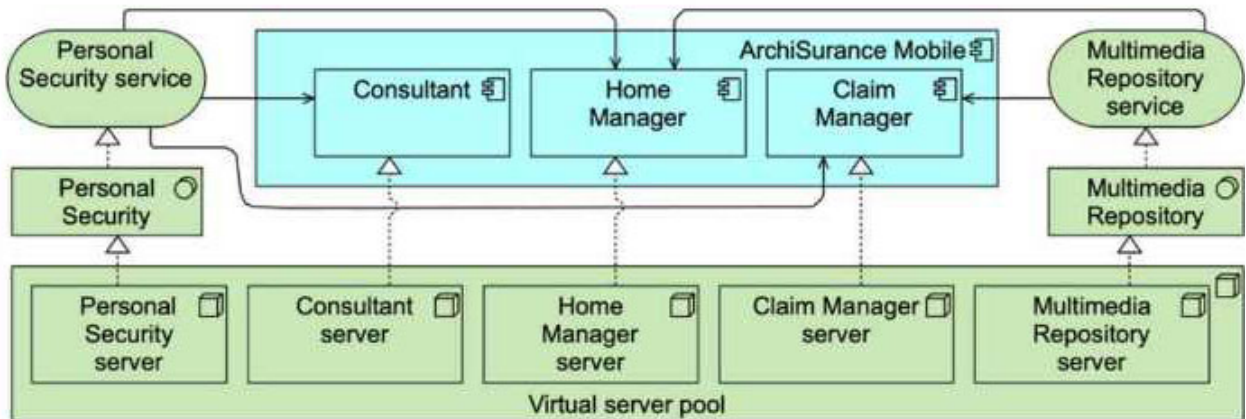 Personal
Security service
ArchiSurance Mobile
Multimedia
Repository
service
Consultant
Home
Manager
Claim
Manager
Personal
Security
Multimedia
Repository
Personal
Security
server
Consultant
server
Home
Manager
server
Claim Manager
server
Multimedia
Repository
server
Virtual server pool